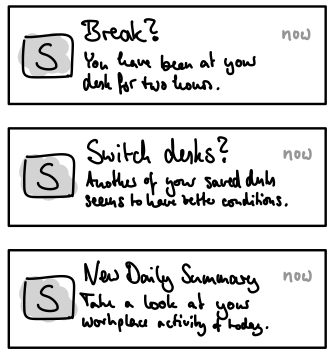 S
Break?
now
You have been at your
desk for two hours.
S
Switch desks?
now
Another of your saved desks
seems to have better conditions.
S
New Daily Summary
now
Take a look at your
workplace activity of today.